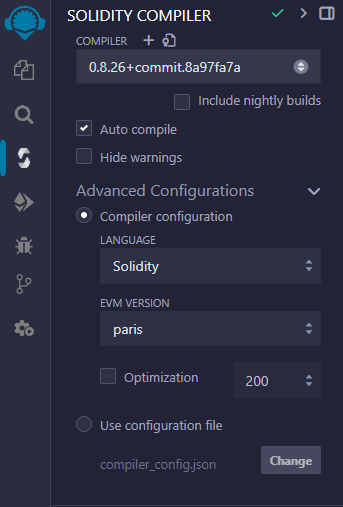 SOLIDITY COMPILER
COMPILER
0.8.26+commit.8a97fa7a
Include nightly builds
Auto compile
Hide warnings
Advanced Configurations
Compiler configuration
LANGUAGE
Solidity
EVM VERSION
paris
Optimization 200
Use configuration file
compiler_config.json Change